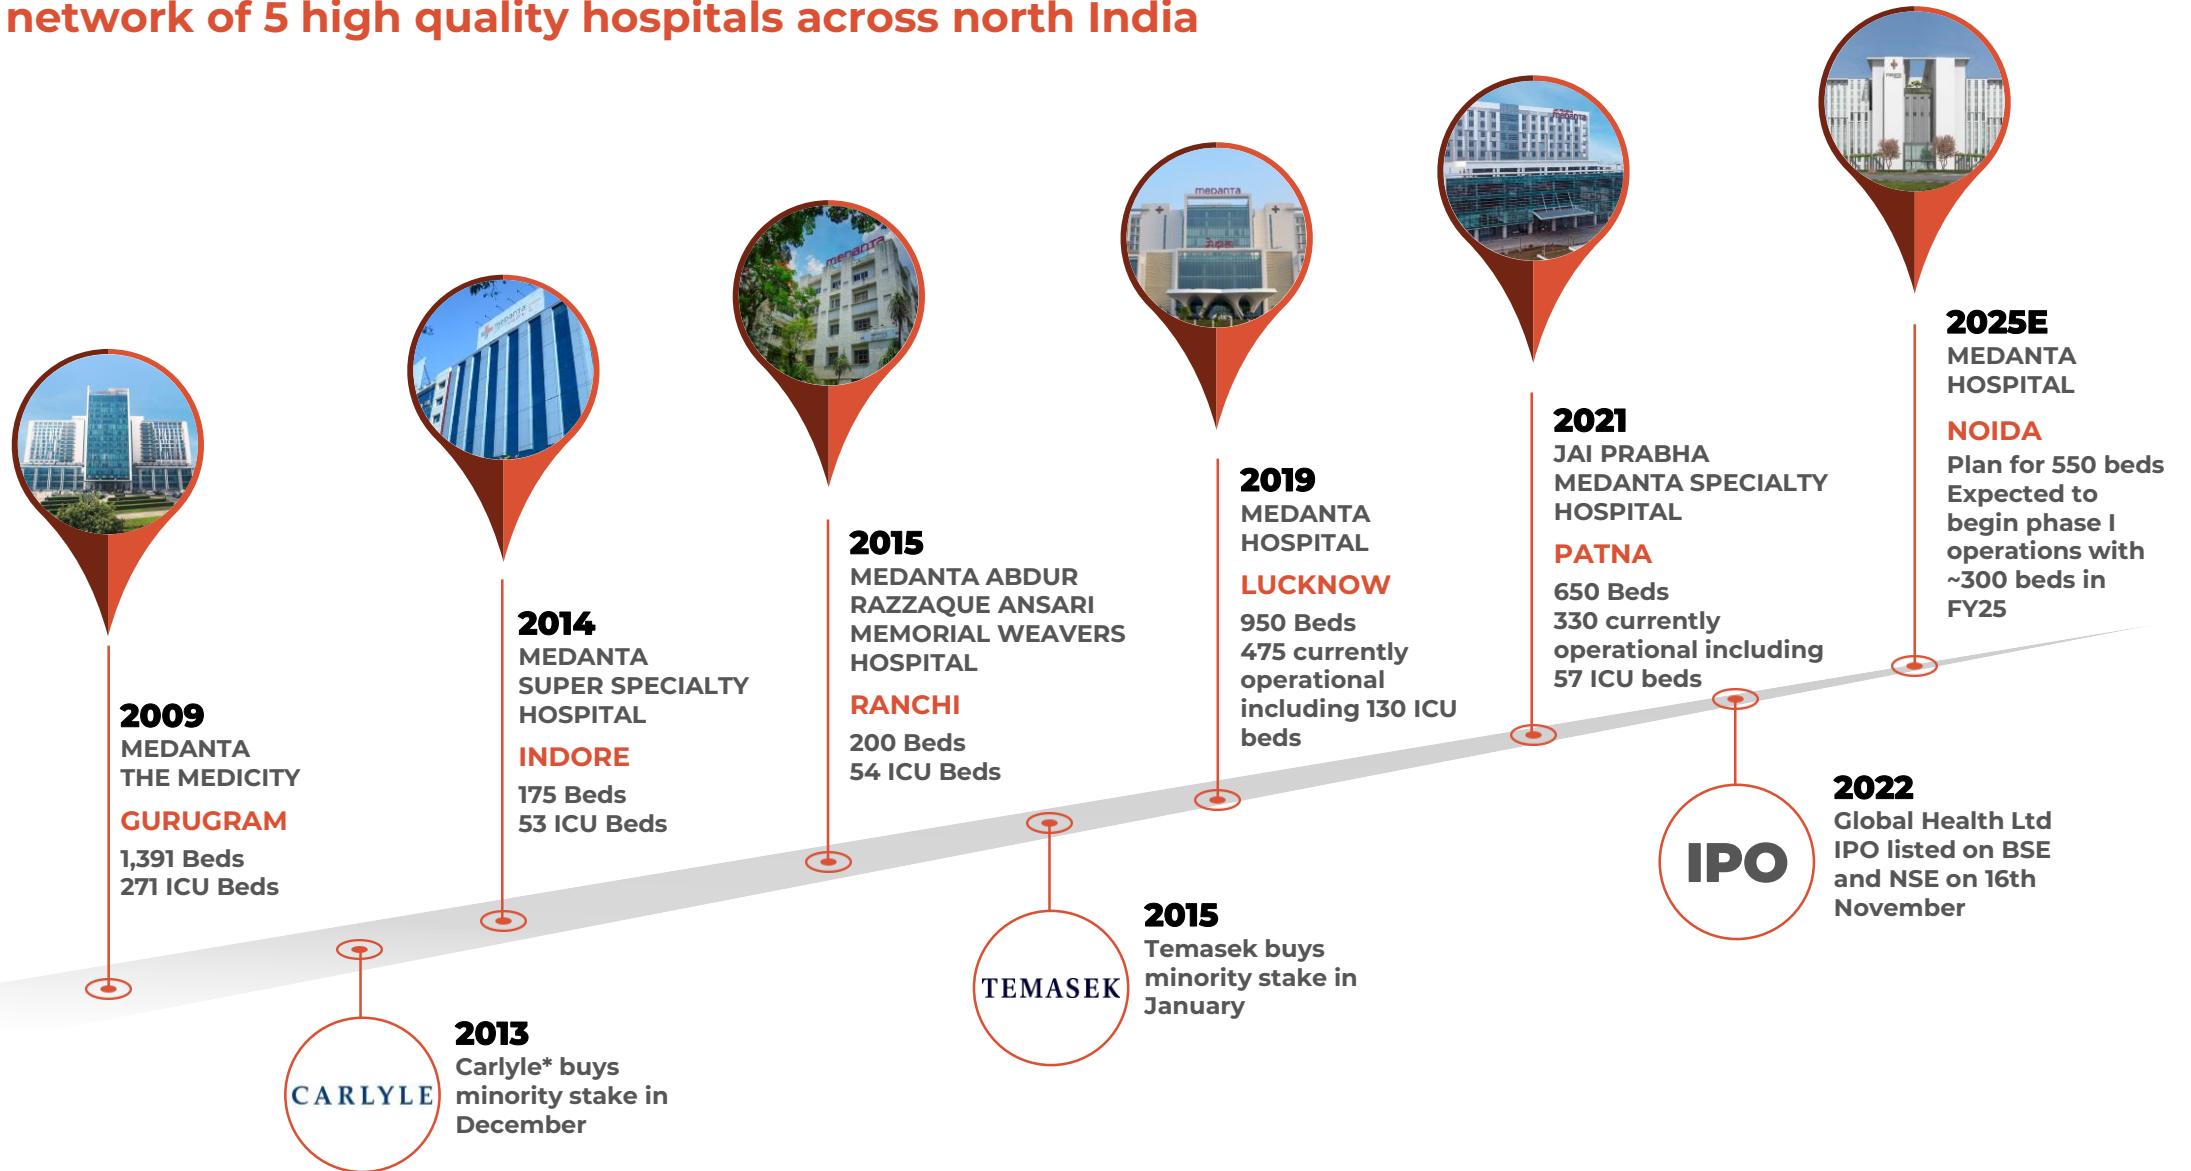 network of 5 high quality hospitals across north India
medanta
medanta
medanta
medanta
2009
MEDANTA
THE MEDICITY
GURUGRAM
1,391 Beds
271 ICU Beds
CARLYLE
2013
Carlyle* buys
minority stake in
December
2014
MEDANTA
SUPER SPECIALTY
HOSPITAL
INDORE
175 Beds
53 ICU Beds
2015
MEDANTA ABDUR
RAZZAQUE ANSARI
MEMORIAL WEAVERS
HOSPITAL
RANCHI
200 Beds
54 ICU Beds
TEMASEK
2015
Temasek buys
minority stake in
January
2019
MEDANTA
HOSPITAL
LUCKNOW
950 Beds
475 currently
operational
including 130 ICU
beds
2021
JAI PRABHA
MEDANTA SPECIALTY
HOSPITAL
PATNA
650 Beds
330 currently
operational including
57 ICU beds
IPO
2022
Global Health Ltd
IPO listed on BSE
and NSE on 16th
November
2025E
MEDANTA
HOSPITAL
NOIDA
Plan for 550 beds
Expected to
begin phase I
operations with
~300 beds in
FY25